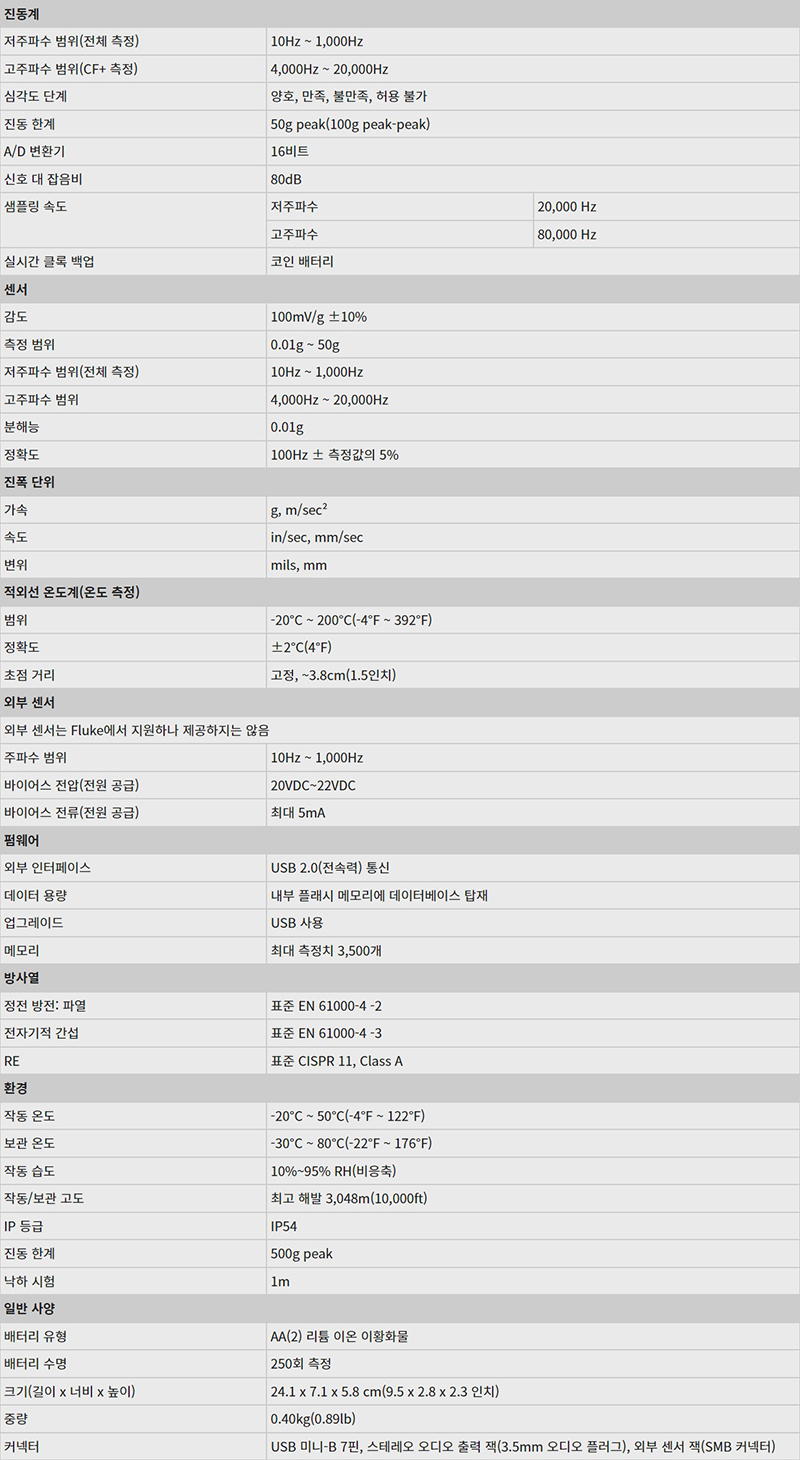 진동계
저주파수 범위(전체 측정) 10Hz ~ 1,000Hz
고주파수 범위(CF+ 측정) 4,000Hz ~ 20,000Hz
심각도 단계 양호, 만족, 불만족, 허용 불가
진동 한계 50g peak(100g peak-peak)
A/D 변환기 16비트
신호 대 잡음비 80dB
샘플링 속도 저주파수 20,000 Hz
고주파수 80,000 Hz
실시간 클록 백업 코인 배터리
센서
감도 100mV/g ±10%
측정 범위 0.01g ~ 50g
저주파수 범위(전체 측정) 10Hz ~ 1,000Hz
고주파수 범위 4,000Hz ~ 20,000Hz
분해능 0.01g
정확도 100Hz ± 측정값의 5%
진폭 단위
가속 g, m/sec²
속도 in/sec, mm/sec
변위 mils, mm
적외선 온도계(온도 측정)
범위 -20°C ~ 200°C(-4°F ~ 392°F)
정확도 ±2°C(4°F)
초점 거리 고정, ~3.8cm(1.5인치)
외부 센서
외부 센서는 Fluke에서 지원하나 제공하지는 않음
주파수 범위 10Hz ~ 1,000Hz
바이어스 전압(전원 공급) 20VDC~22VDC
바이어스 전류(전원 공급) 최대 5mA
펌웨어
외부 인터페이스 USB 2.0(전속력) 통신
데이터 용량 내부 플래시 메모리에 데이터베이스 탑재
업그레이드 USB 사용
메모리 최대 측정치 3,500개
방사열
정전 방전: 파열 표준 EN 61000-4 -2
전자기적 간섭 표준 EN 61000-4 -3
RE 표준 CISPR 11, Class A
환경
작동 온도 -20°C ~ 50°C(-4°F ~ 122°F)
보관 온도 -30°C ~ 80°C(-22°F ~ 176°F)
작동 습도 10%~95% RH(비응축)
작동/보관 고도 최고 해발 3,048m(10,000ft)
IP 등급 IP54
진동 한계 500g peak
낙하 시험 1m
일반 사양
배터리 유형 AA(2) 리튬 이온 이황화물
배터리 수명 250회 측정
크기(길이 x 너비 x 높이) 24.1 x 7.1 x 5.8 cm(9.5 x 2.8 x 2.3 인치)
중량 0.40kg(0.89lb)
커넥터 USB 미니-B 7핀, 스테레오 오디오 출력 잭(3.5mm 오디오 플러그), 외부 센서 잭(SMB 커넥터)